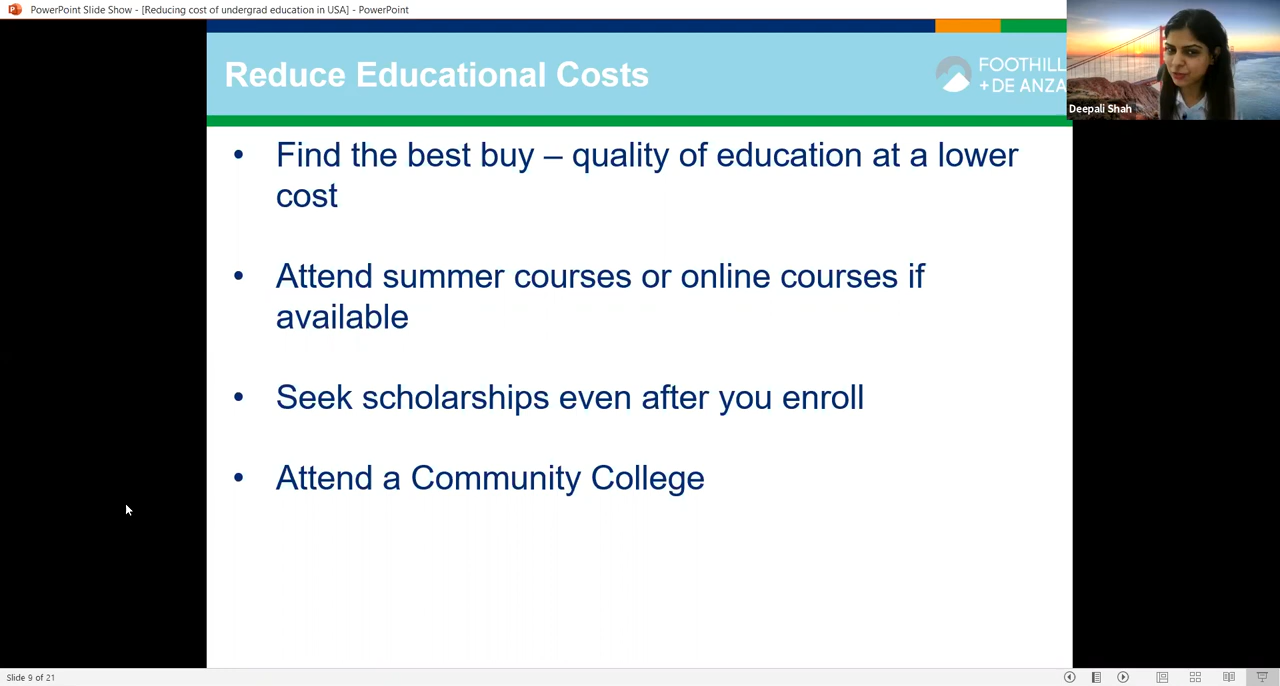 PowerPoint Slide Show - [Reducing cost of undergrad education in USA] - PowerPoint
Reduce Educational Costs
FOOTHILL
+DE ANZA
Deepali Shah
• Find the best buy – quality of education at a lower
cost
• Attend summer courses or online courses if
available
• Seek scholarships even after you enroll
• Attend a Community College
Slide 9 of 21